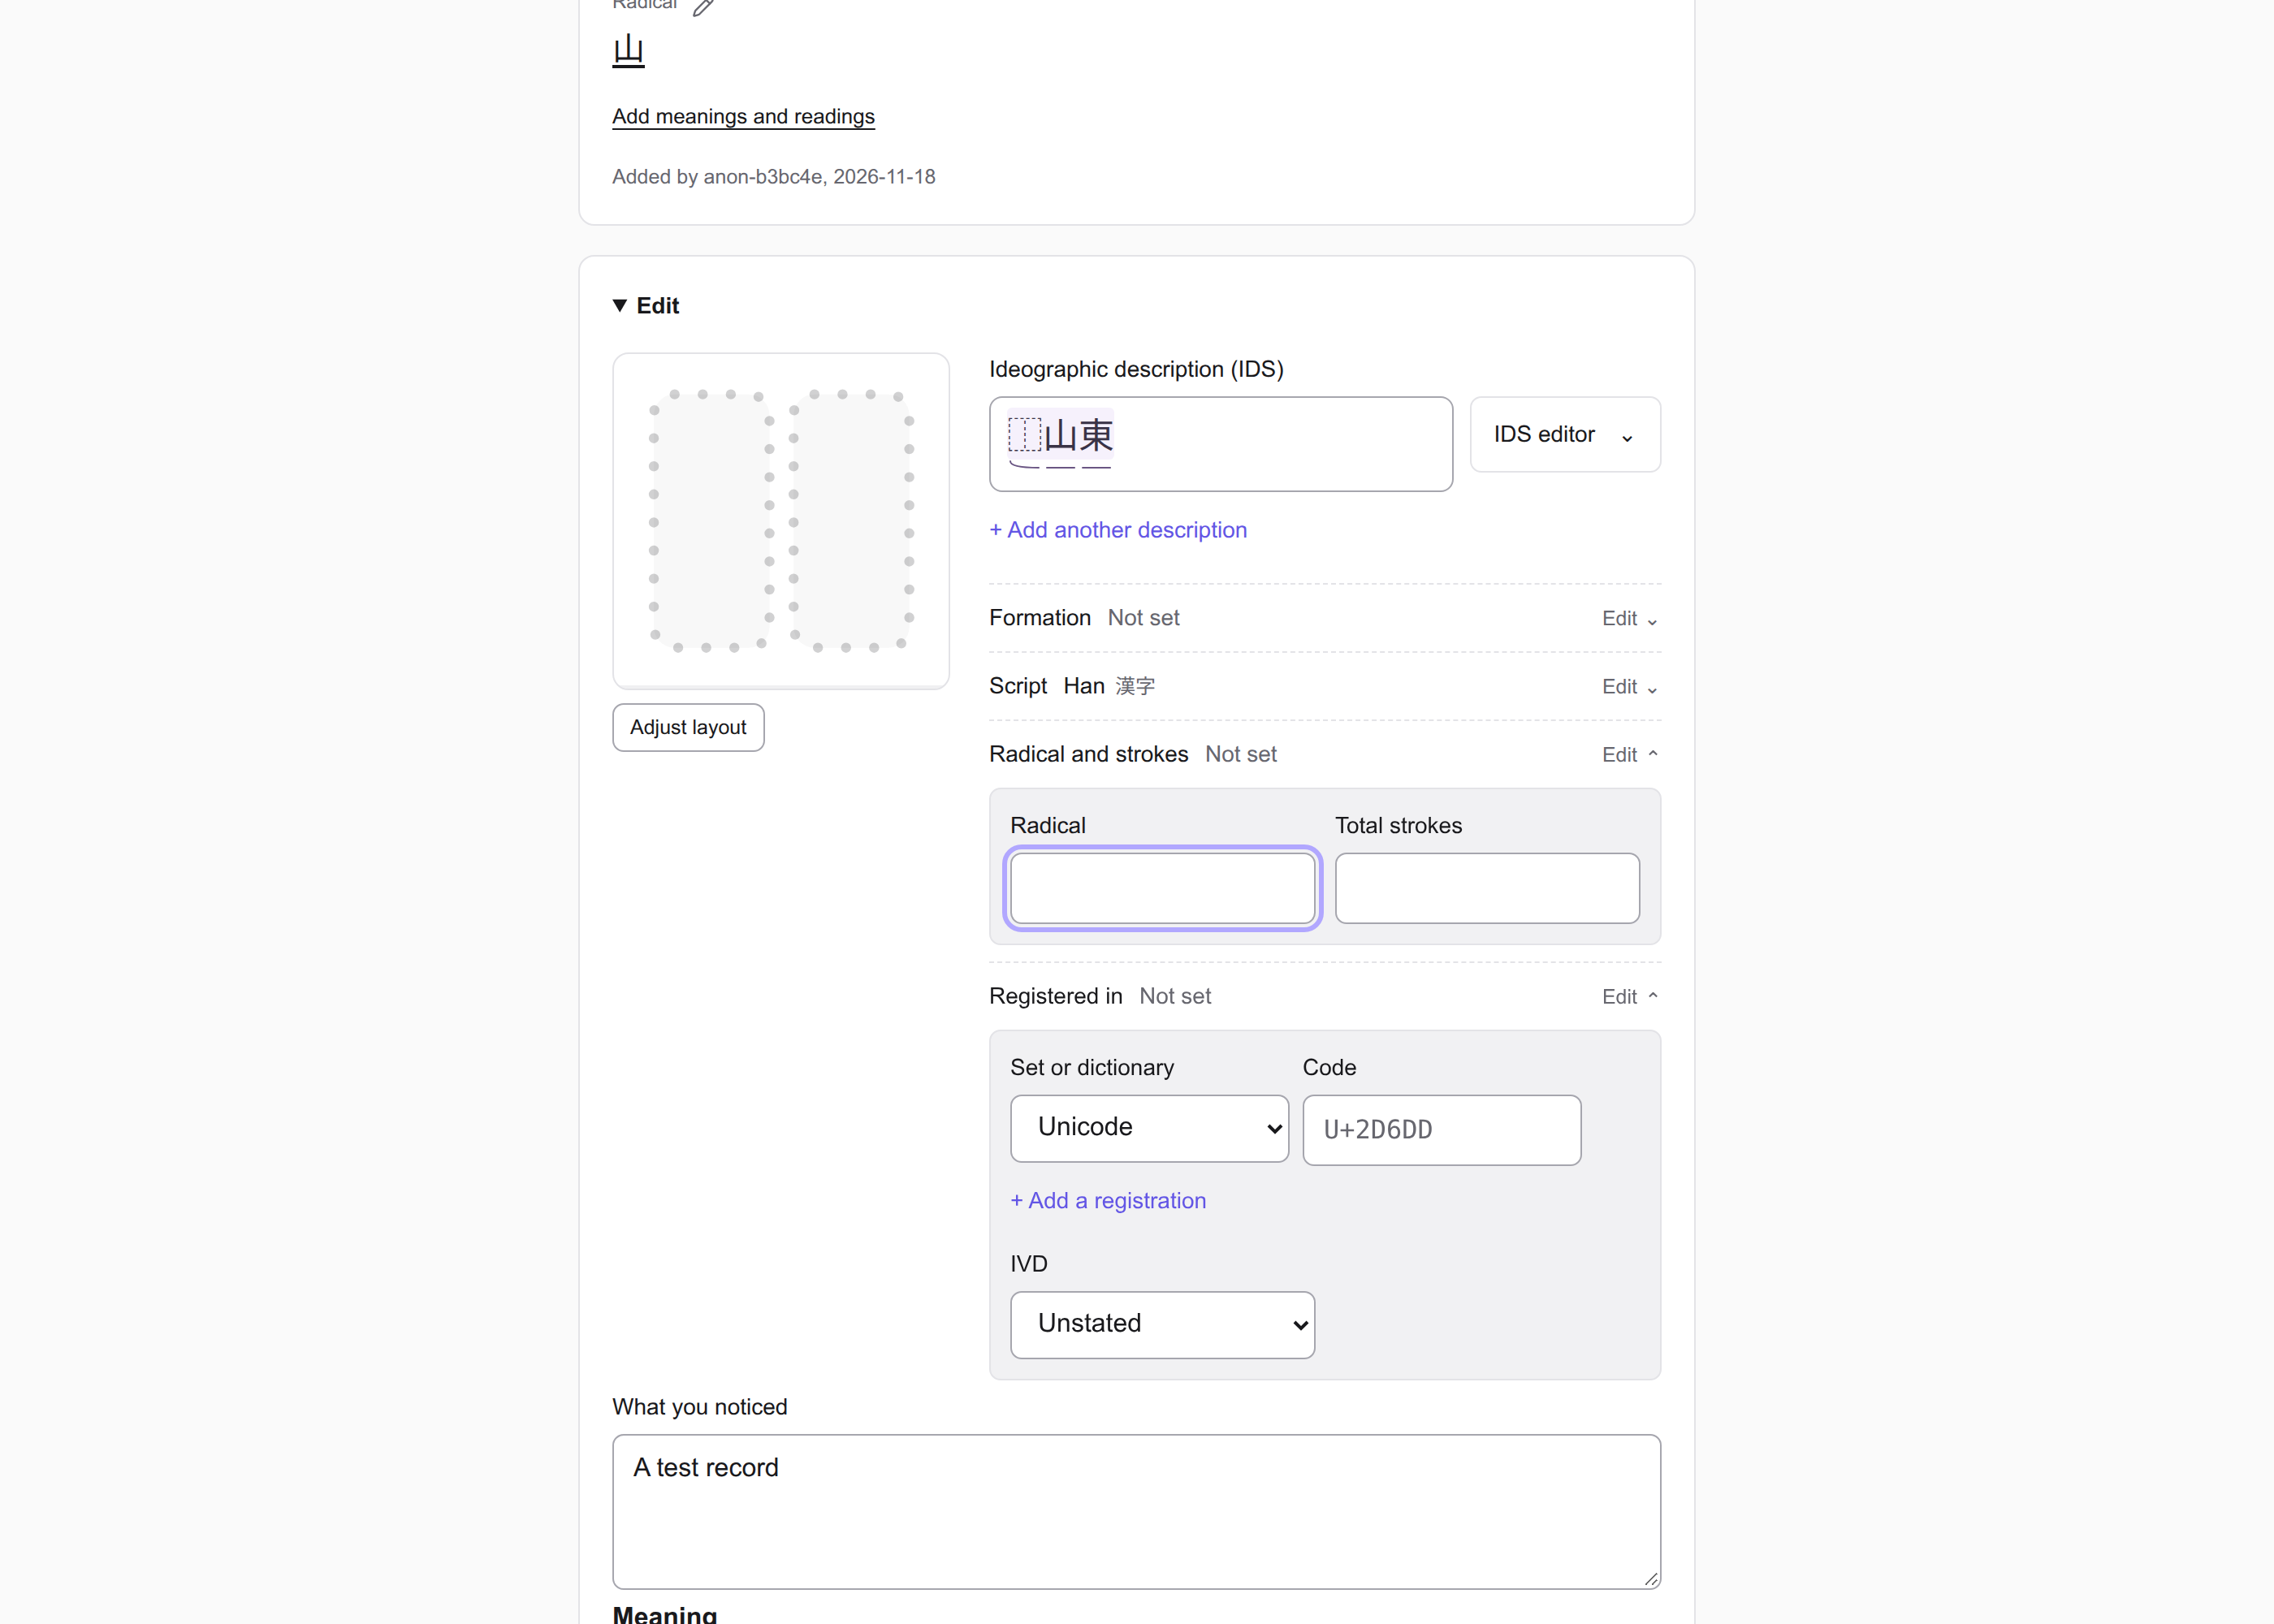 Radical
山
Add meanings and readings
Added by anon-b3bc4e, 2026-11-18
▼ Edit
Ideographic description (IDS)
⿰山東
IDS editor
+ Add another description
Formation Not set Edit
Script Han 漢字 Edit
Adjust layout
Radical and strokes Not set Edit
Radical Total strokes
Registered in Not set Edit
Set or dictionary Code
Unicode U+2D6DD
+ Add a registration
IVD
Unstated
What you noticed
A test record
Meaning